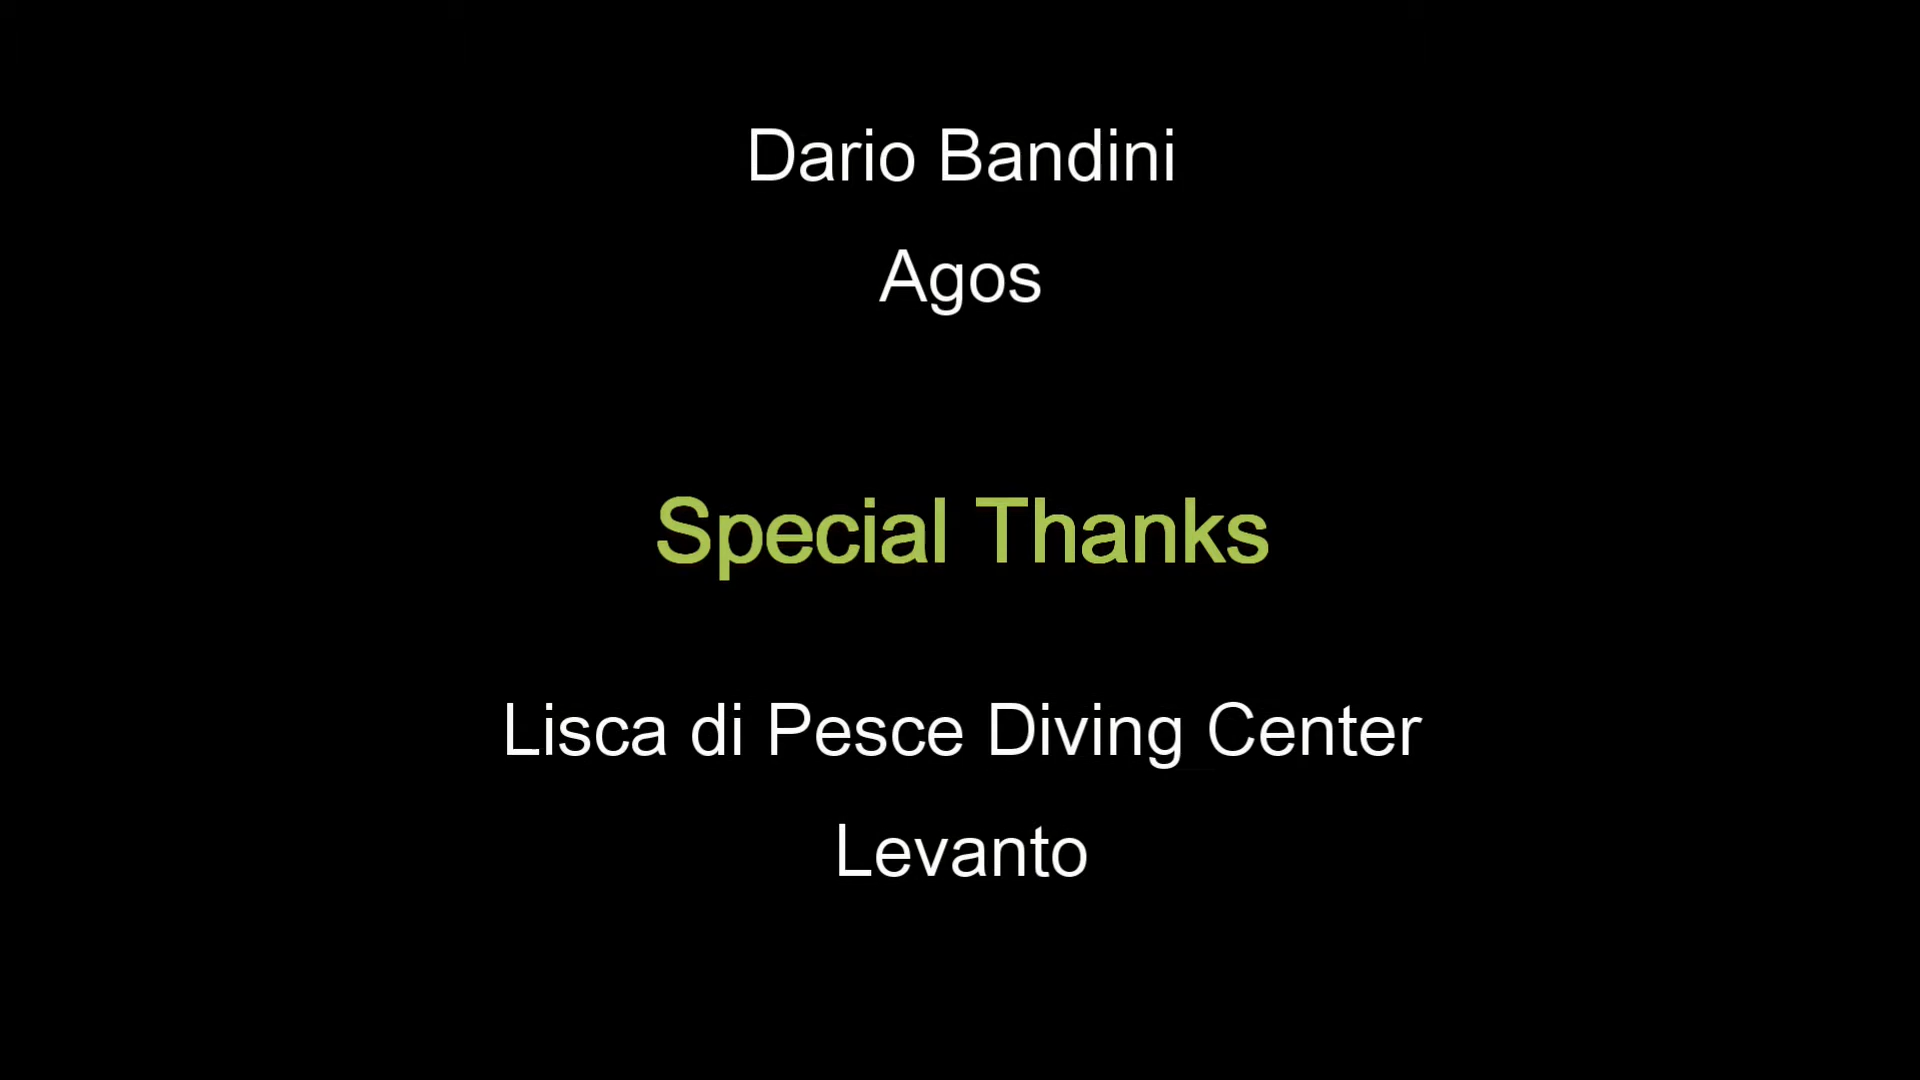 Dario Bandini
Agos
Special Thanks
Lisca di Pesce Diving Center
Levanto